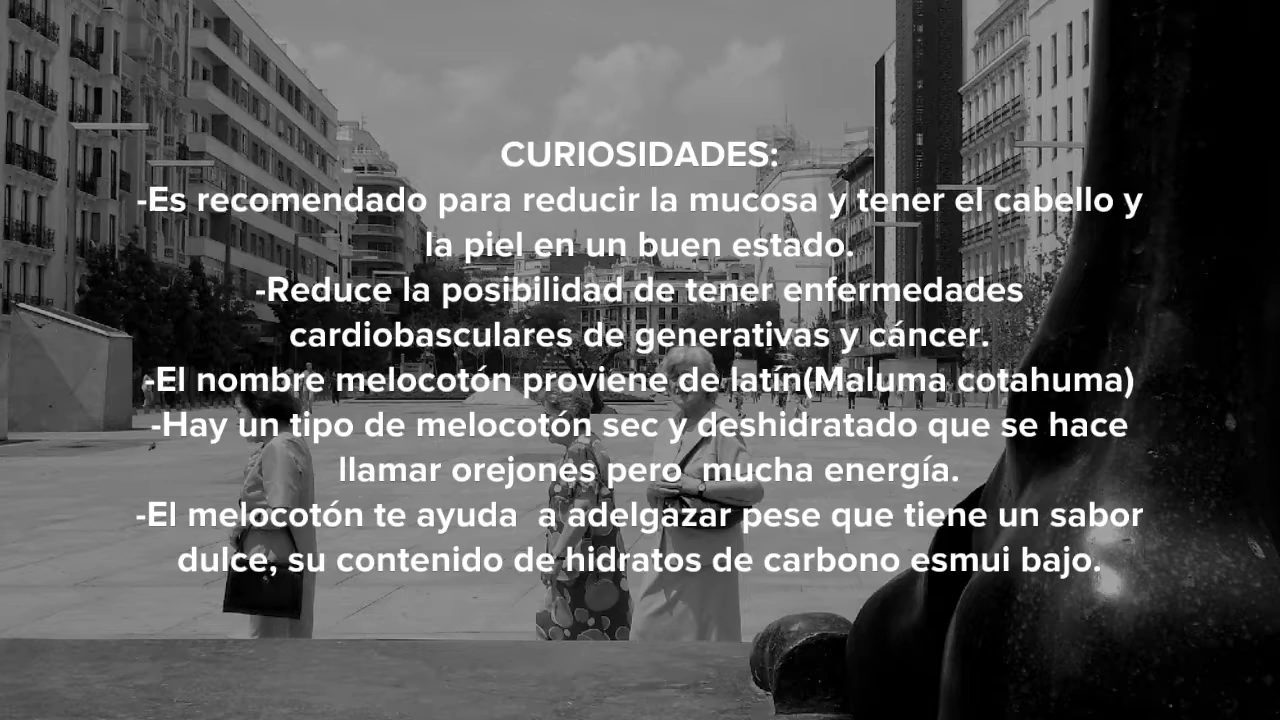 CURIOSIDADES:
-Es recomendado para reducir la mucosa y tener el cabello y
la piel en un buen estado.
-Reduce la posibilidad de tener enfermedades
cardiobasculares de generativas y cáncer.
-El nombre melocotón proviene de latín(Maluma cotahuma)
-Hay un tipo de melocotón sec y deshidratado que se hace
llamar orejones pero  mucha energía.
-El melocotón te ayuda  a adelgazar pese que tiene un sabor
dulce, su contenido de hidratos de carbono esmui bajo.